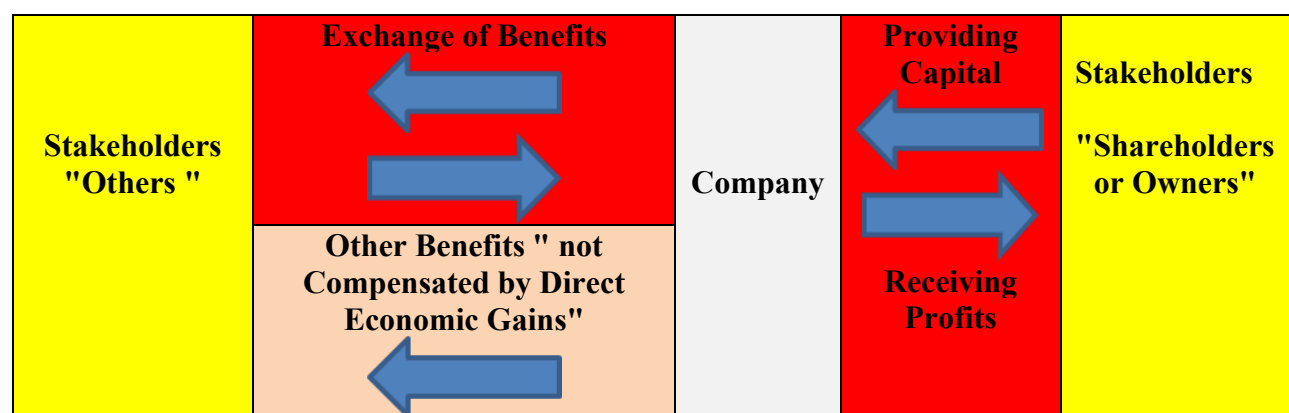 Stakeholders
"Others "
Exchange of Benefits
Other Benefits " not
Compensated by Direct
Economic Gains"
Company
Providing
Capital
Receiving
Profits
Stakeholders
"Shareholders
or Owners"